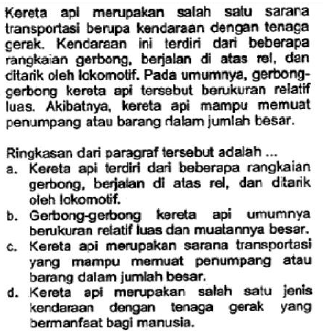 Kereta api merupakan salah satu sarana
transportasi berupa kendaraan dengan tenaga
gerak. Kendaraan ini terdiri dari beberapa
rangkaian gerbong, berjalan di atas rel, dan
ditarik oleh lokomotif. Pada umumnya, gerbong-
gerbong kereta api tersebut berukuran relatif
luas. Akibatnya, kereta api mampu memuat
penumpang atau barang dalam jumlah besar.
Ringkasan dari paragraf tersebut adalah ...
a. Kereta api terdiri dari beberapa rangkaian
gerbong, berjalan di atas rel, dan ditarik
oleh lokomotif.
b. Gerbong-gerbong kereta api umumnya
berukuran relatif luas dan muatannya besar.
c. Kereta api merupakan sarana transportasi
yang mampu memuat penumpang atau
barang dalam jumlah besar.
d. Kereta api merupakan salah satu jenis
kendaraan dengan tenaga gerak yang
bermanfaat bagi manusia.